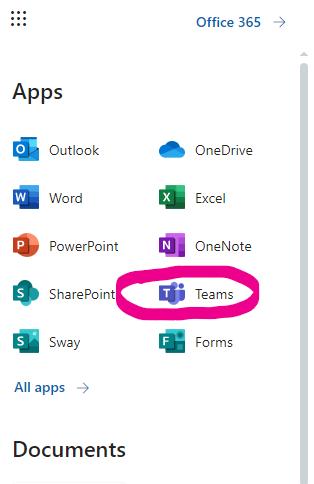 Office 365
Apps
Outlook OneDrive
Word Excel
PowerPoint OneNote
SharePoint Teams
Sway Forms
All apps
Documents